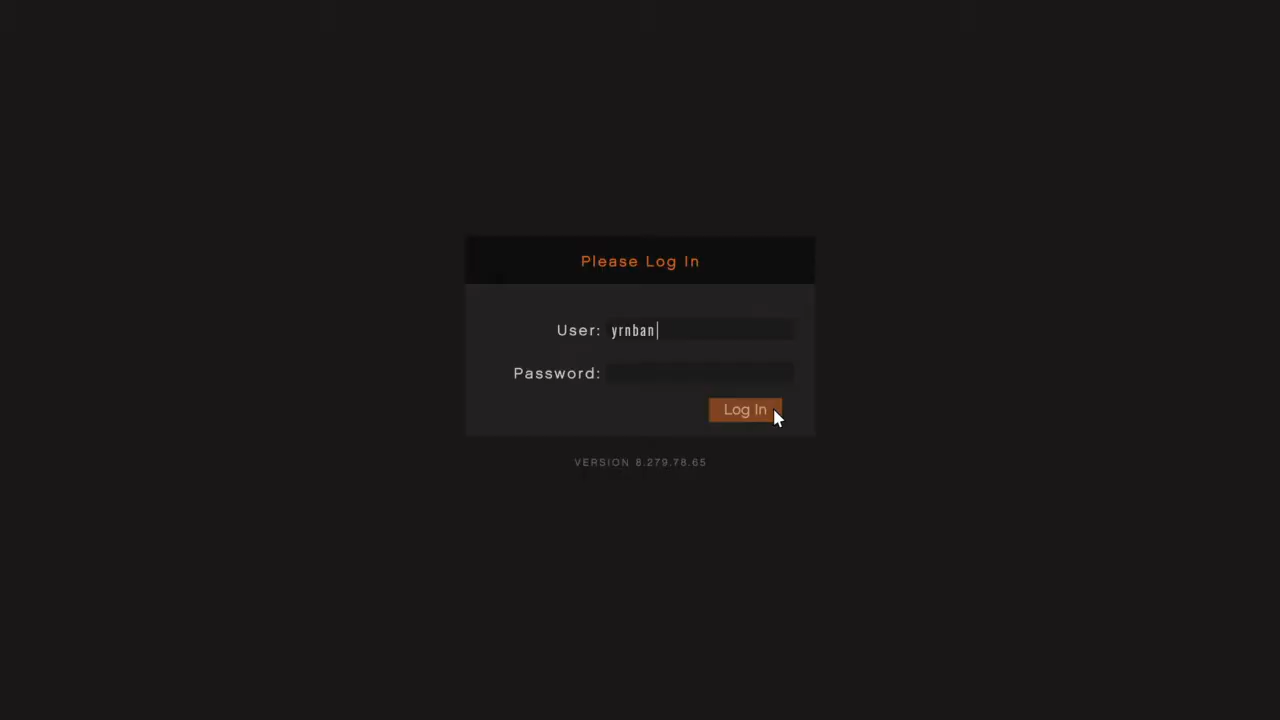 Please Log In
User: yrnban
Password:
Log In
VERSION 8.279.78.65